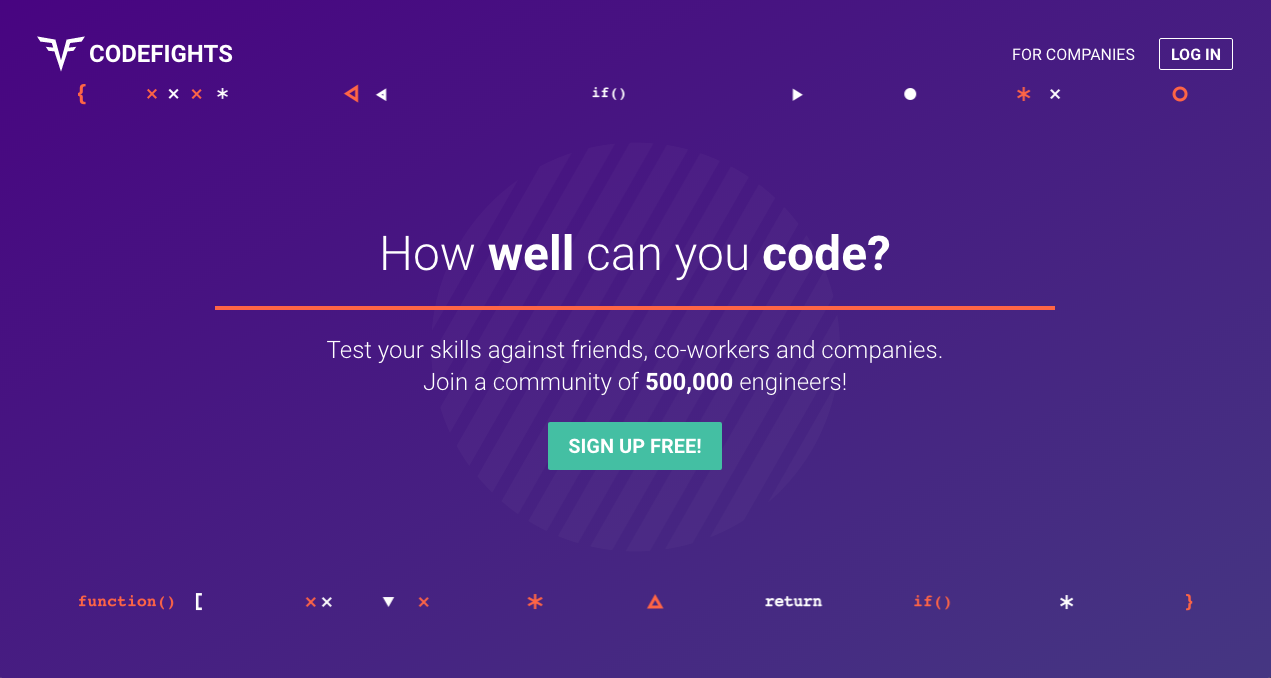 CODEFIGHTS
FOR COMPANIES
LOG IN
{ × × × * if() * ×
How well can you code?
Test your skills against friends, co-workers and companies.
Join a community of 500,000 engineers!
SIGN UP FREE!
function() [ × × × * return if() * }